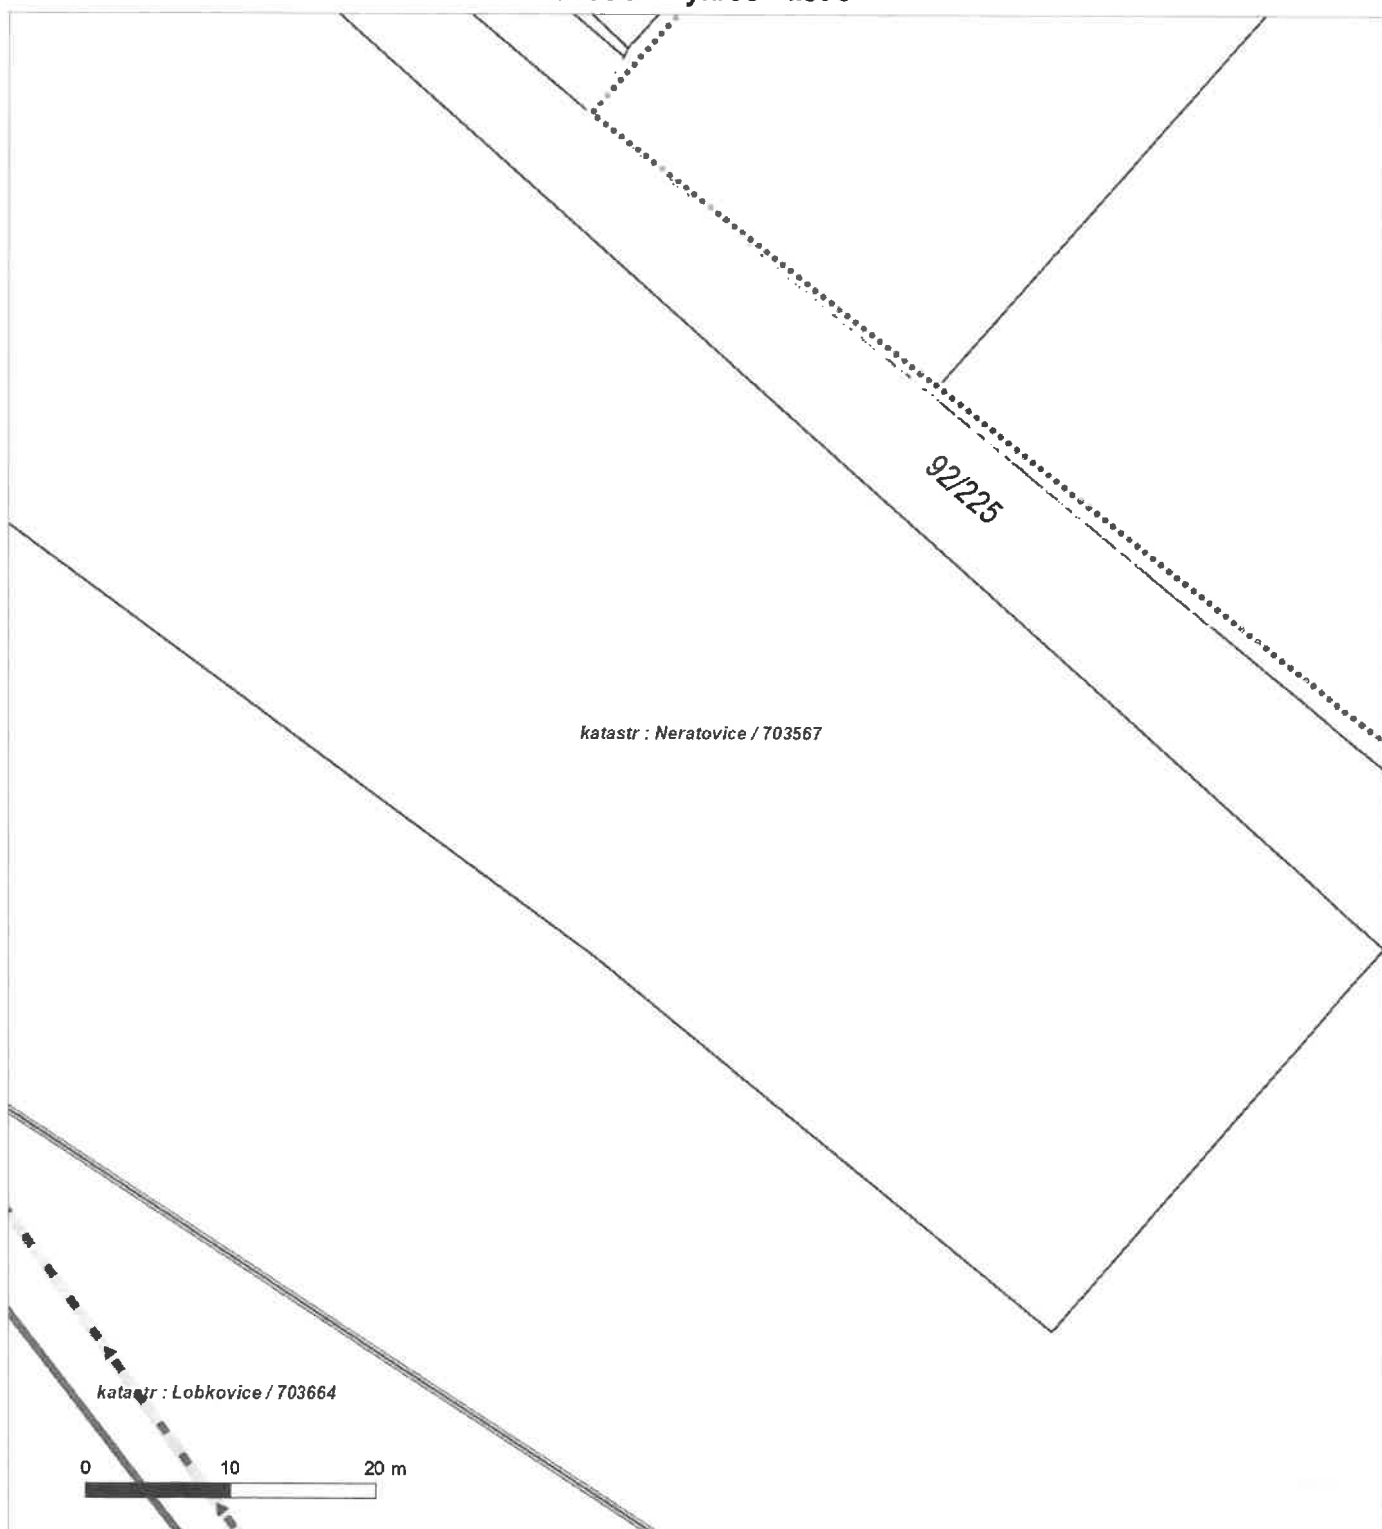 92/225
katastr : Neratovice / 703567
katastr : Lobkovice / 703664
0 10 20 m